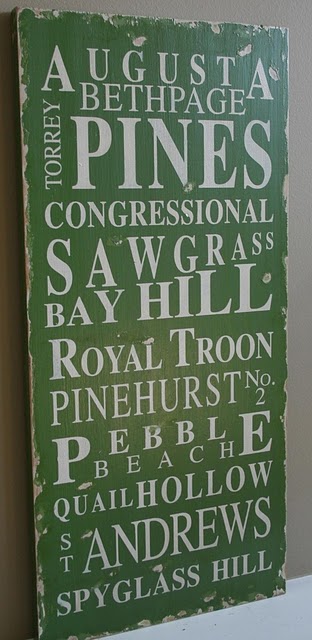 AUGUSTA
BETHPAGE
TORREY PINES
CONGRESSIONAL
SAWGRASS
BAY HILL
ROYAL TROON
PINEHURST No. 2
PEBBLE
BEACH
QUAIL HOLLOW
ST ANDREWS
SPYGLASS HILL